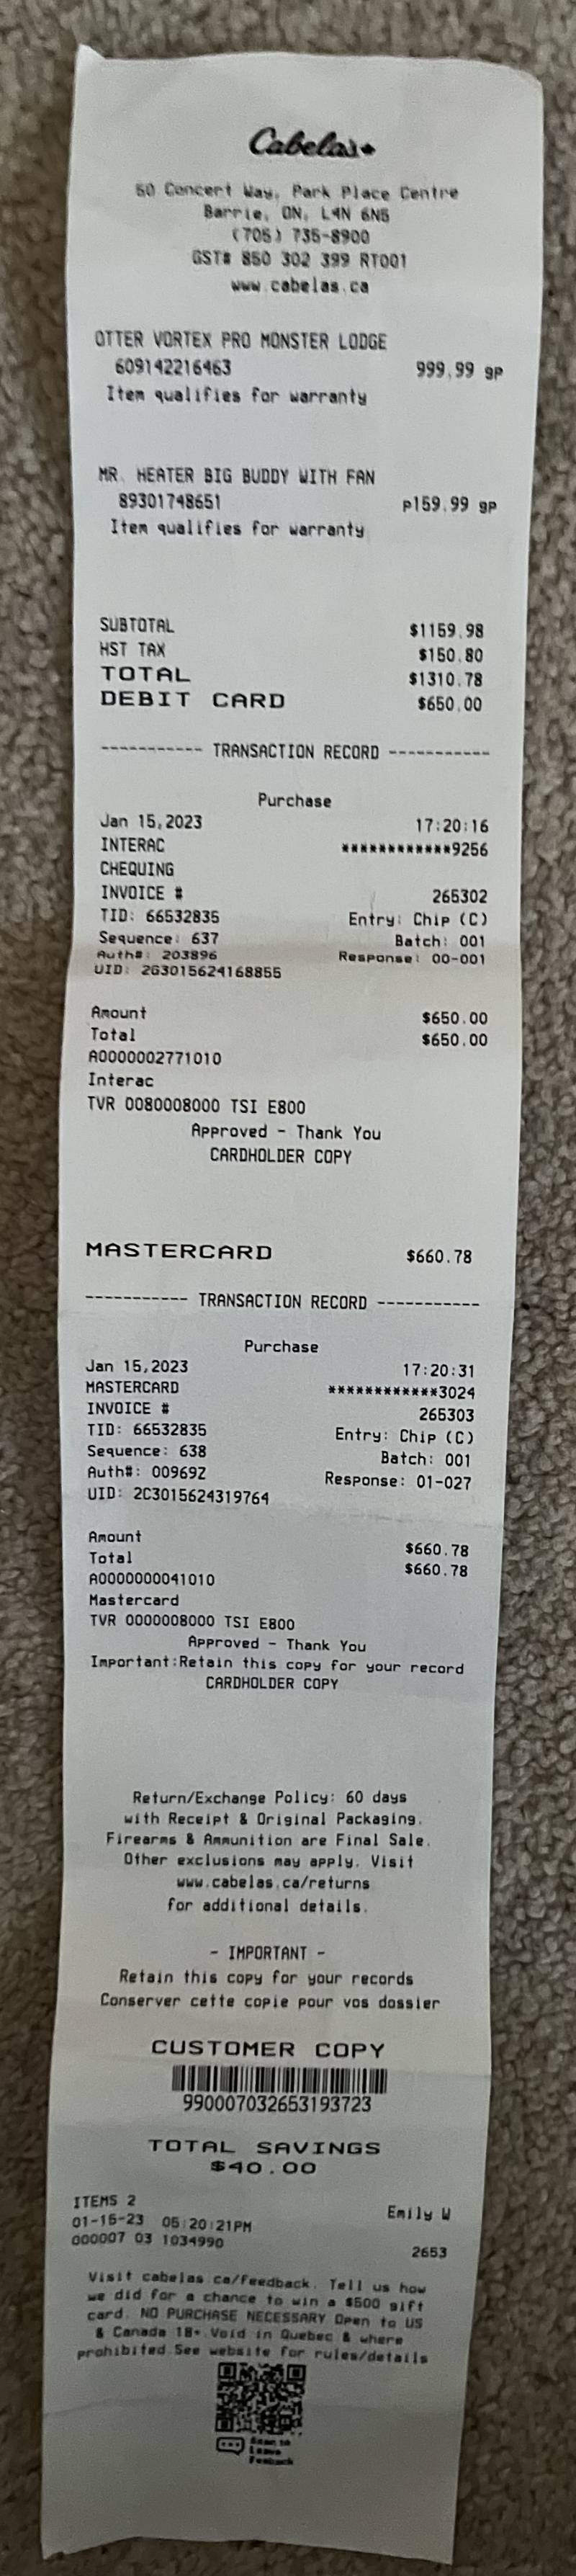 Cabela's
50 Concert Way, Park Place Centre
Barrie, ON, L4N 6N5
(705) 735-8900
GST# 850 302 399 RT001
www.cabelas.ca
OTTER VORTEX PRO MONSTER LODGE
609142216463 999.99 gp
Item qualifies for warranty
MR. HEATER BIG BUDDY WITH FAN
89301748651 P159.99 gp
Item qualifies for warranty
SUBTOTAL $1159.98
HST TAX $150.80
TOTAL $1310.78
DEBIT CARD $650.00
----------- TRANSACTION RECORD -----------
Purchase
Jan 15,2023 17:20:16
INTERAC ************9256
CHEQUING
INVOICE # 265302
TID: 66532835 Entry: Chip (C)
Sequence: 637 Batch: 001
Auth#: 203896 Response: 00-001
UID: 2G3015624168855
Amount $650.00
Total $650.00
A0000002771010
Interac
TVR 0080008000 TSI E800
Approved - Thank You
CARDHOLDER COPY
MASTERCARD $660.78
----------- TRANSACTION RECORD -----------
Purchase
Jan 15,2023 17:20:31
MASTERCARD ************3024
INVOICE # 265303
TID: 66532835 Entry: Chip (C)
Sequence: 638 Batch: 001
Auth#: 00969Z Response: 01-027
UID: 2C3015624319764
Amount $660.78
Total $660.78
A0000000041010
Mastercard
TVR 0000008000 TSI E800
Approved - Thank You
Important:Retain this copy for your record
CARDHOLDER COPY
Return/Exchange Policy: 60 days
with Receipt & Original Packaging.
Firearms & Ammunition are Final Sale.
Other exclusions may apply. Visit
www.cabelas.ca/returns
for additional details.
- IMPORTANT -
Retain this copy for your records
Conserver cette copie pour vos dossier
CUSTOMER COPY
990007032653193723
TOTAL SAVINGS
$40.00
ITEMS 2 Emily W
01-15-23 05:20:21PM
000007 03 1034990 2653
Visit cabelas.ca/feedback. Tell us how
we did for a chance to win a $500 gift
card. NO PURCHASE NECESSARY Open to US
& Canada 18+.Void in Quebec & where
prohibited.See website for rules/details
Scan to
Leave
Feedback